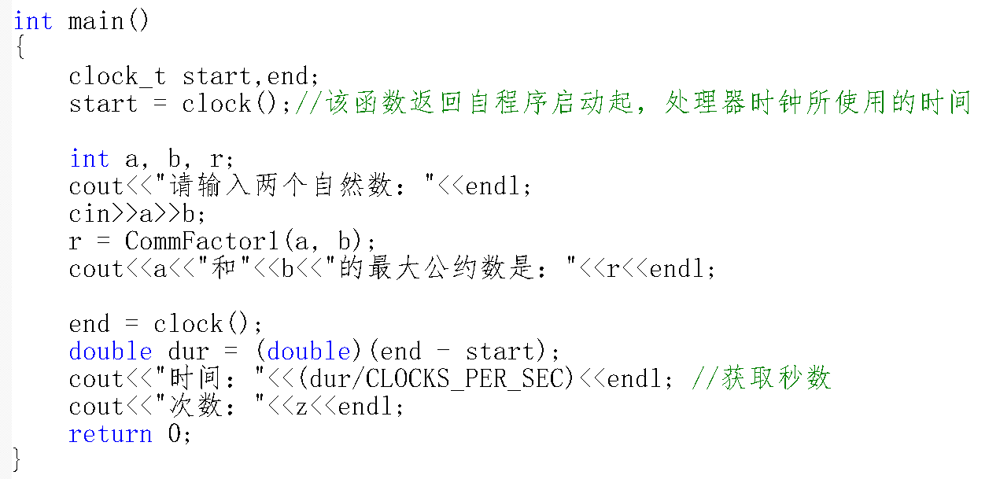 int main()
{
clock_t start,end;
start = clock();//该函数返回自程序启动起，处理器时钟所使用的时间
int a, b, r;
cout<<"请输入两个自然数："<<endl;
cin>>a>>b;
r = CommFactor1(a, b);
cout<<a<<"和"<<b<<"的最大公约数是："<<r<<endl;
end = clock();
double dur = (double)(end - start);
cout<<"时间："<<(dur/CLOCKS_PER_SEC)<<endl; //获取秒数
cout<<"次数："<<z<<endl;
return 0;
}